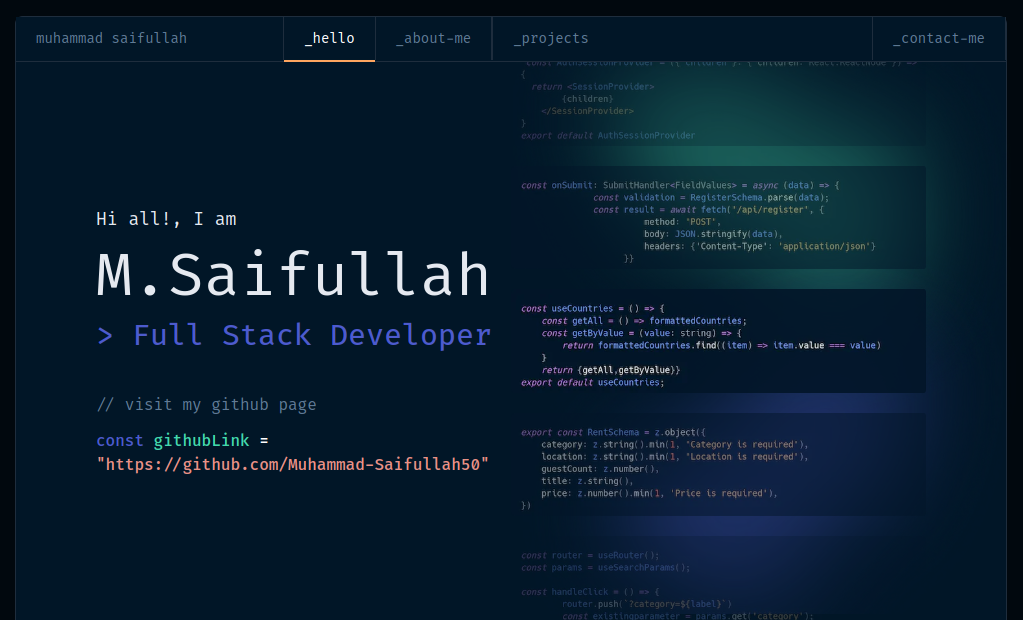 muhammad saifullah
_hello
_about-me
_projects
_contact-me
Hi all!, I am
M.Saifullah
> Full Stack Developer
// visit my github page
const githubLink =
"https://github.com/Muhammad-Saifullah50"
const AuthSessionProvider = ({ children }: { children: React.ReactNode }) =>
{
return <SessionProvider>
{children}
</SessionProvider>
}
export default AuthSessionProvider
const onSubmit: SubmitHandler<FieldValues> = async (data) => {
const validation = RegisterSchema.parse(data);
const result = await fetch('/api/register', {
method: 'POST',
body: JSON.stringify(data),
headers: {'Content-Type': 'application/json'}
}}
const useCountries = () => {
const getAll = () => formattedCountries;
const getByValue = (value: string) => {
return formattedCountries.find((item) => item.value === value)
}
return {getAll,getByValue}}
export default useCountries;
export const RentSchema = z.object({
category: z.string().min(1, 'Category is required'),
location: z.string().min(1, 'Location is required'),
guestCount: z.number(),
title: z.string(),
price: z.number().min(1, 'Price is required'),
})
const router = useRouter();
const params = useSearchParams();
const handleClick = () => {
router.push(`?category=${label}`)
const existingparameter = params.get('category');